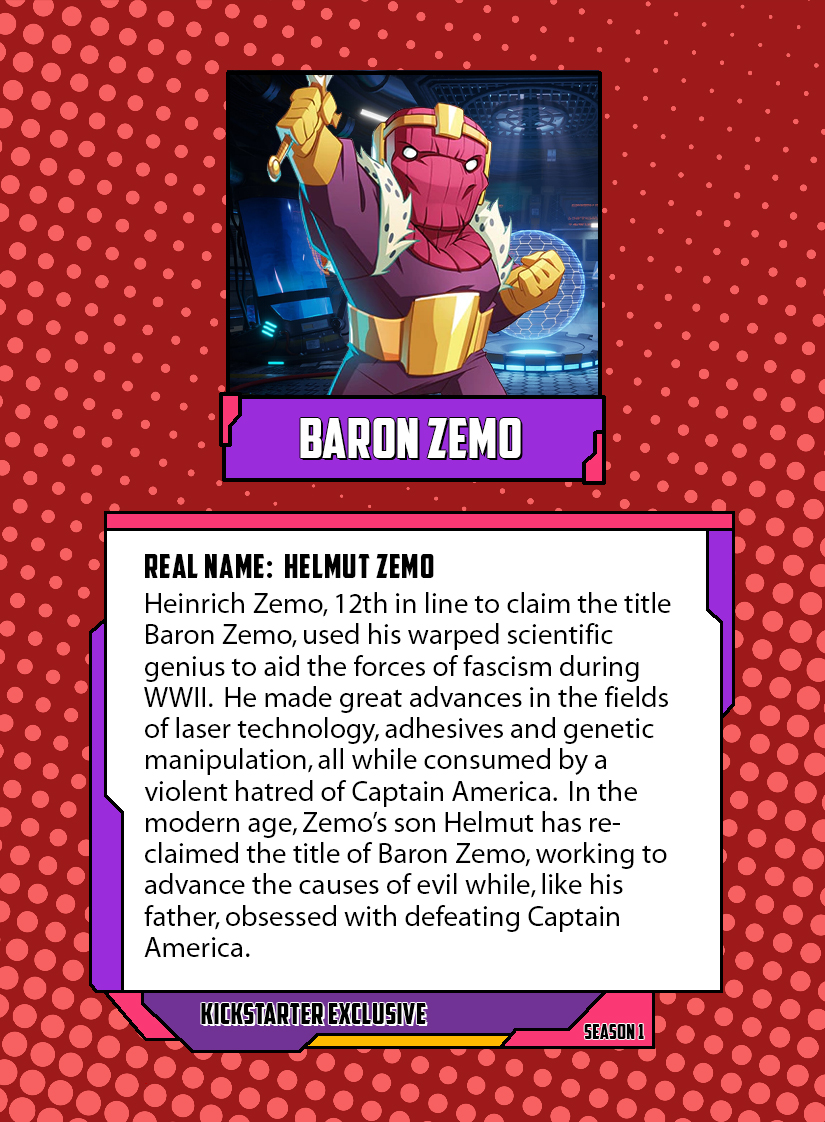 BARON ZEMO
REAL NAME: HELMUT ZEMO
Heinrich Zemo, 12th in line to claim the title
Baron Zemo, used his warped scientific
genius to aid the forces of fascism during
WWII.  He made great advances in the fields
of laser technology, adhesives and genetic
manipulation, all while consumed by a
violent hatred of Captain America.  In the
modern age, Zemo's son Helmut has re-
claimed the title of Baron Zemo, working to
advance the causes of evil while, like his
father, obsessed with defeating Captain
America.
KICKSTARTER EXCLUSIVE
SEASON 1